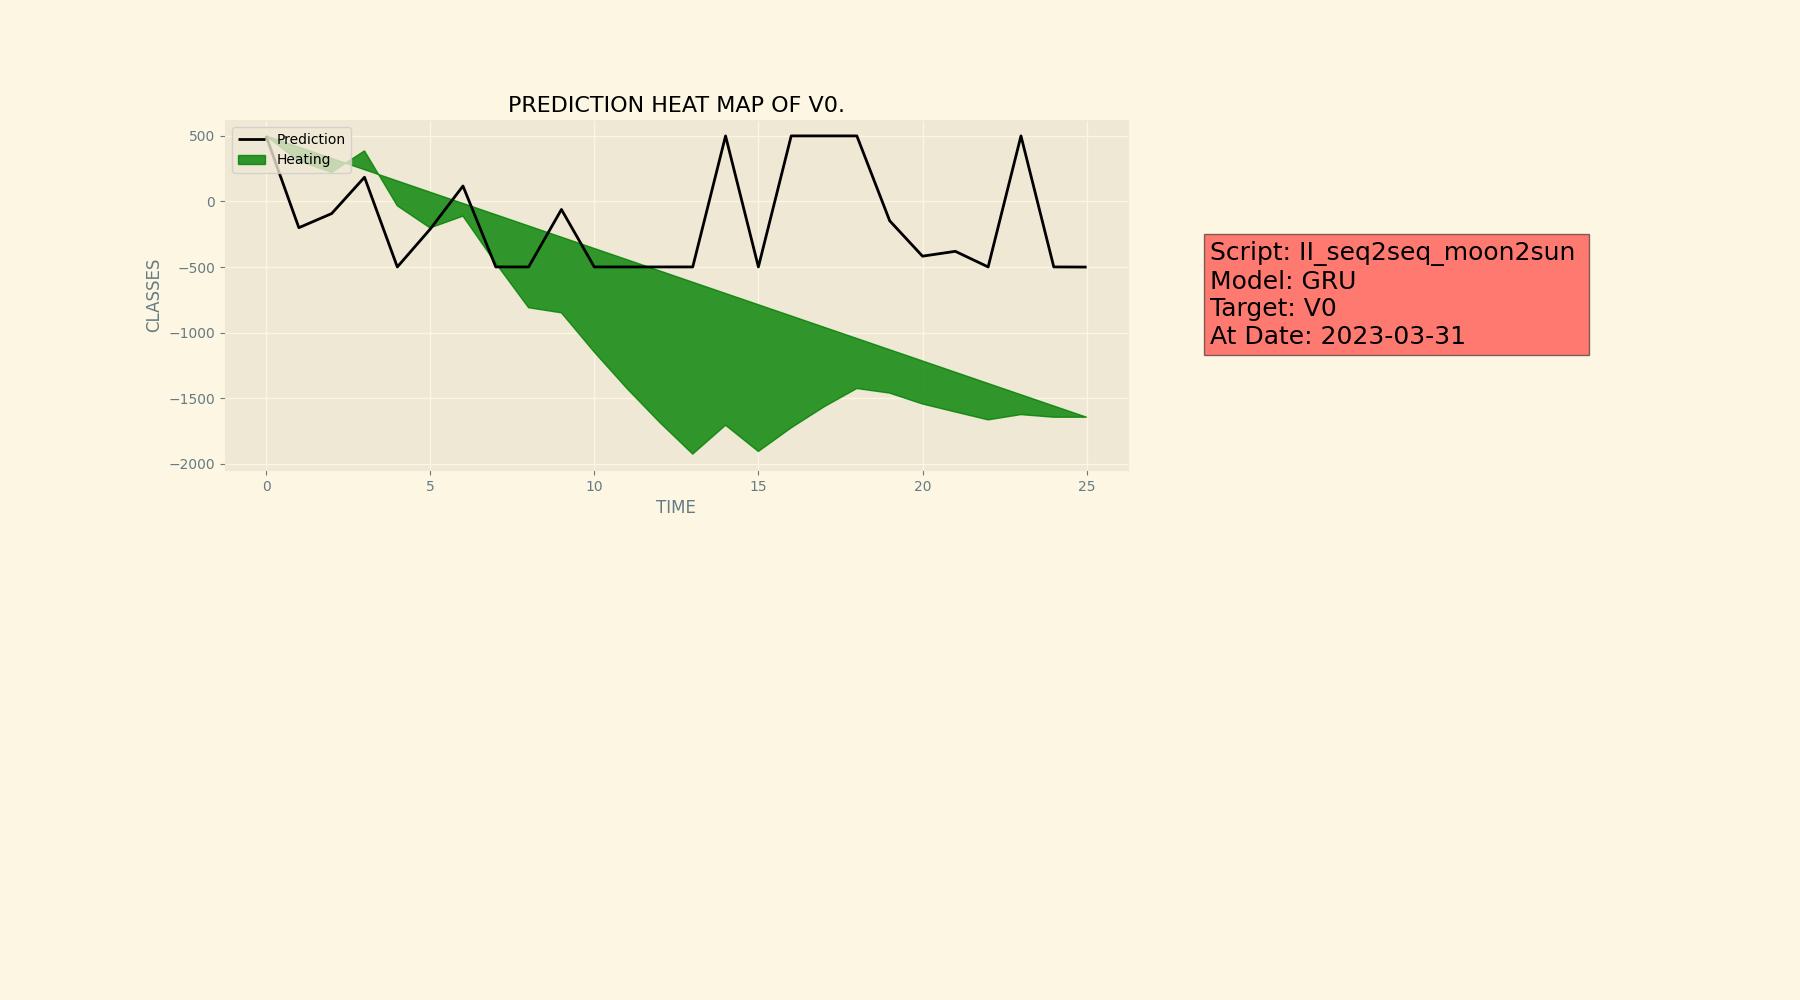 PREDICTION HEAT MAP OF V0.
Prediction
Heating
500
0
−500
−1000
−1500
−2000
CLASSES
0 5 10 15 20 25
TIME
Script: II_seq2seq_moon2sun
Model: GRU
Target: V0
At Date: 2023-03-31